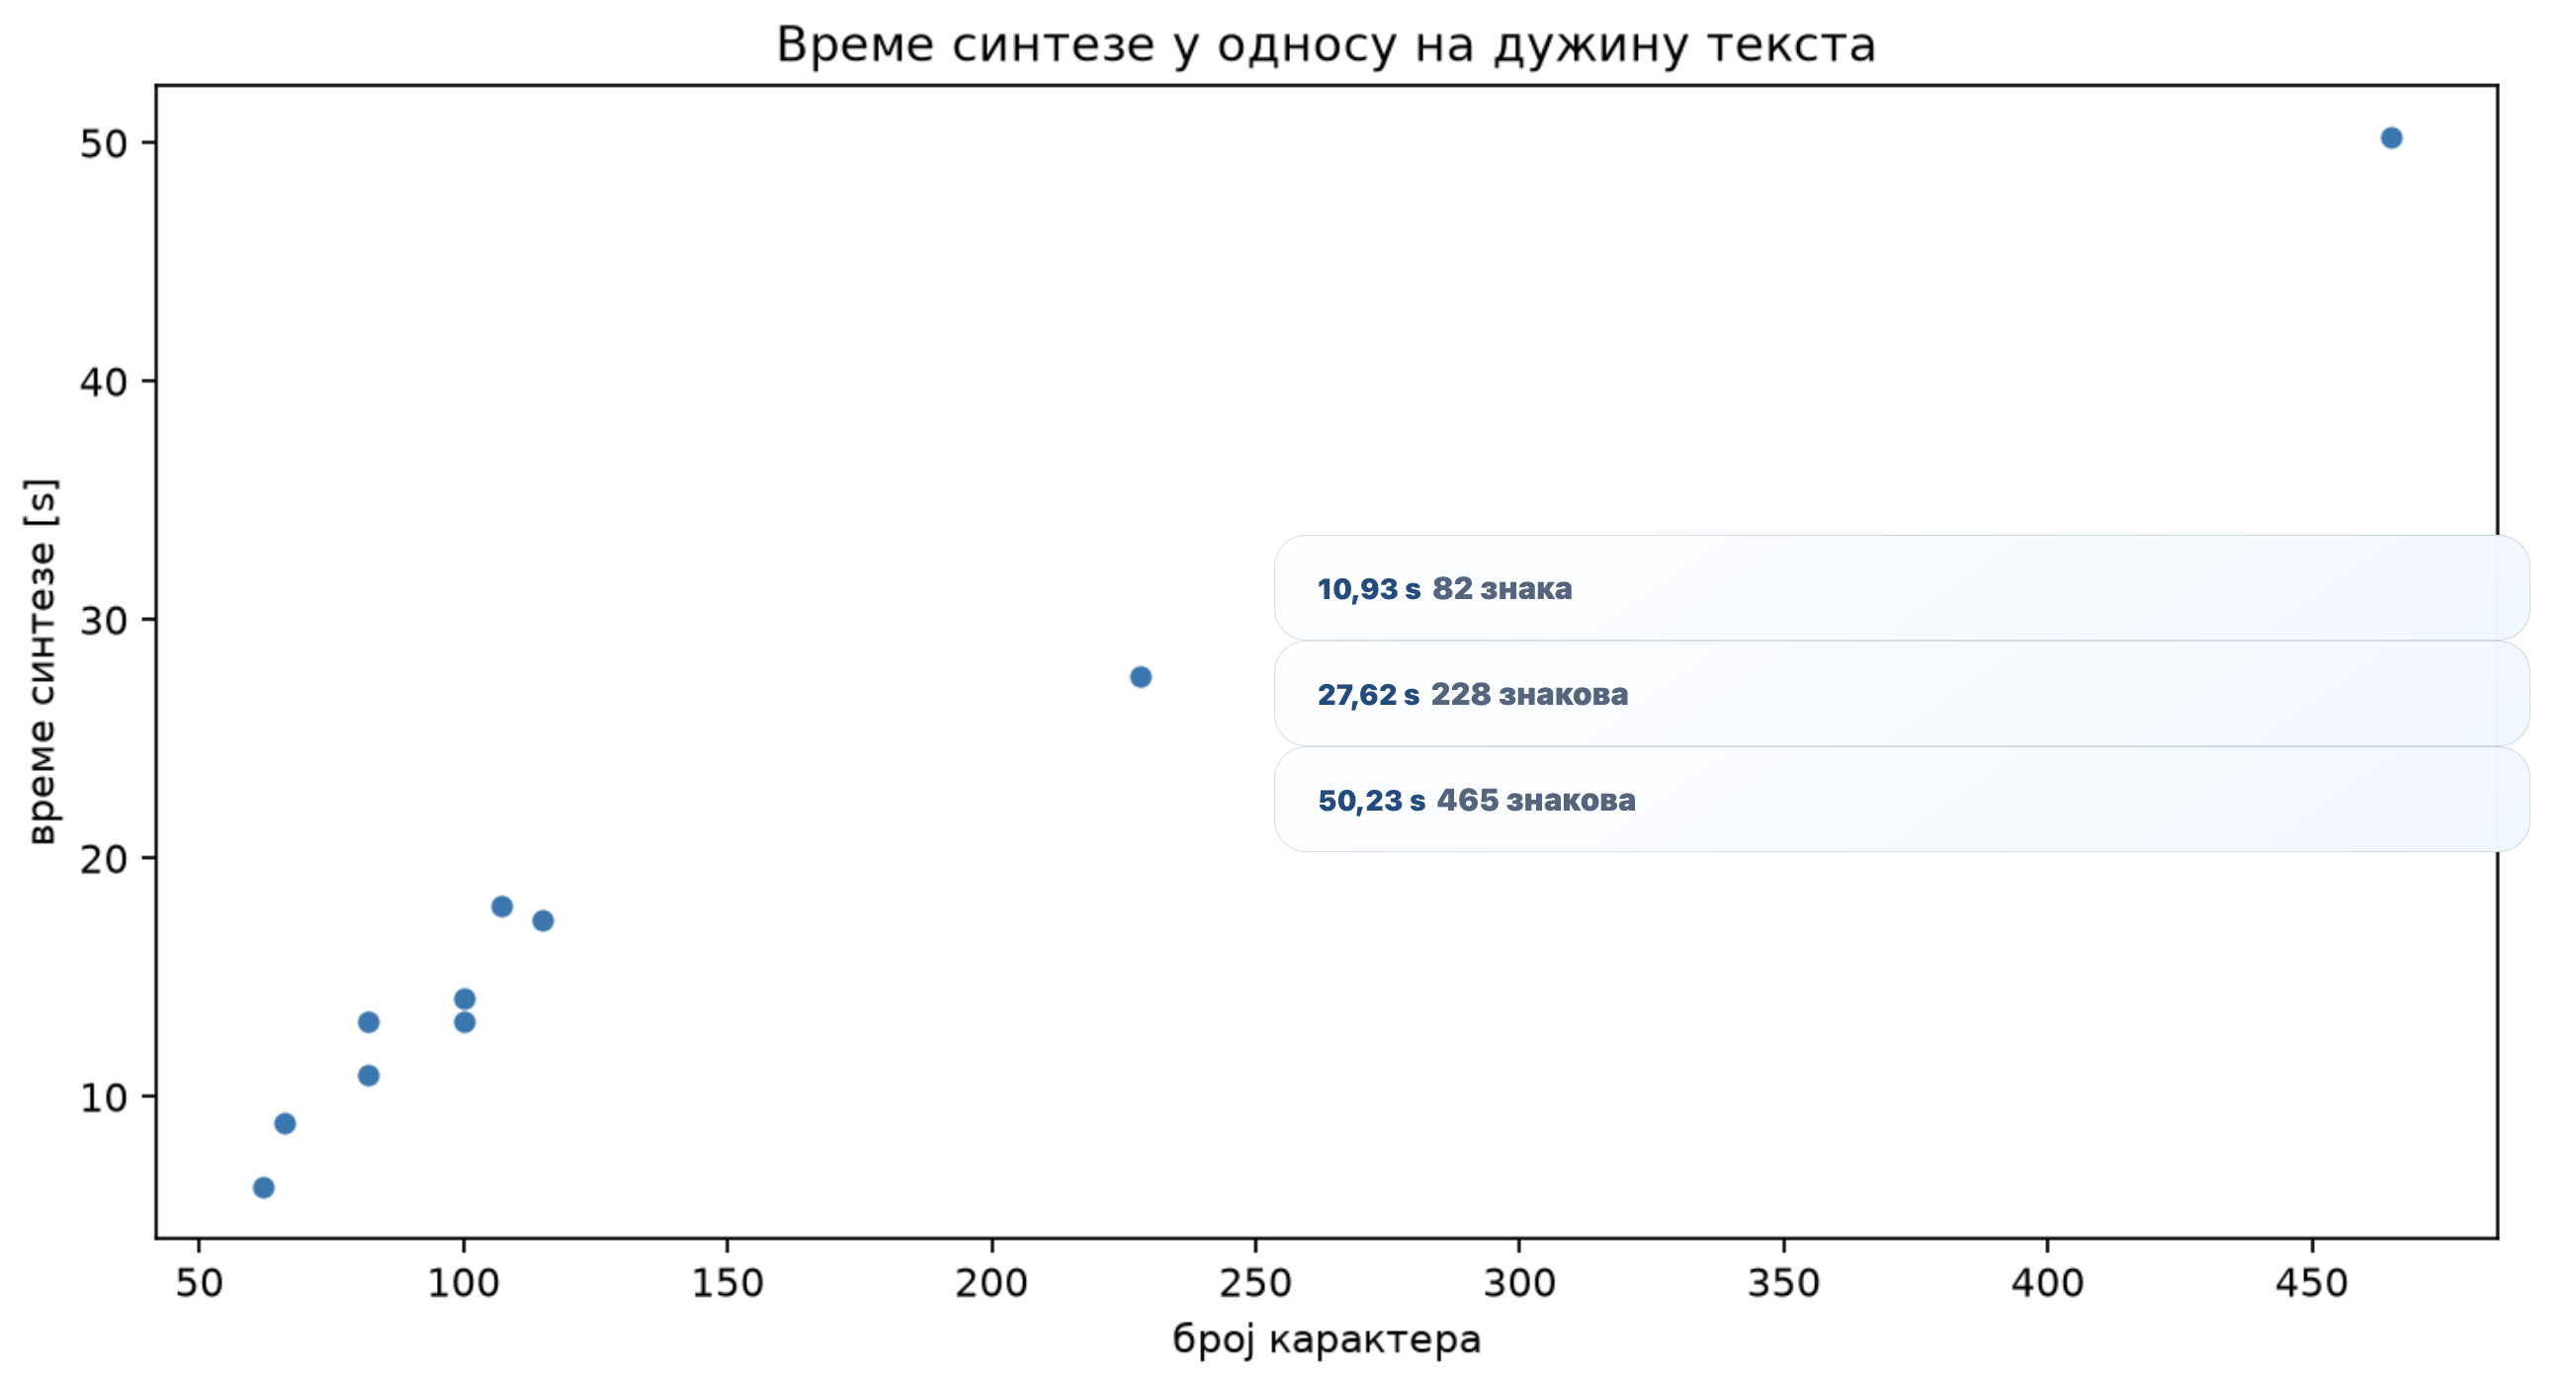 Време синтезе у односу на дужину текста
време синтезе [s]
50
40
30
20
10
10,93 s 82 знака
27,62 s 228 знакова
50,23 s 465 знакова
50 100 150 200 250 300 350 400 450
број карактера